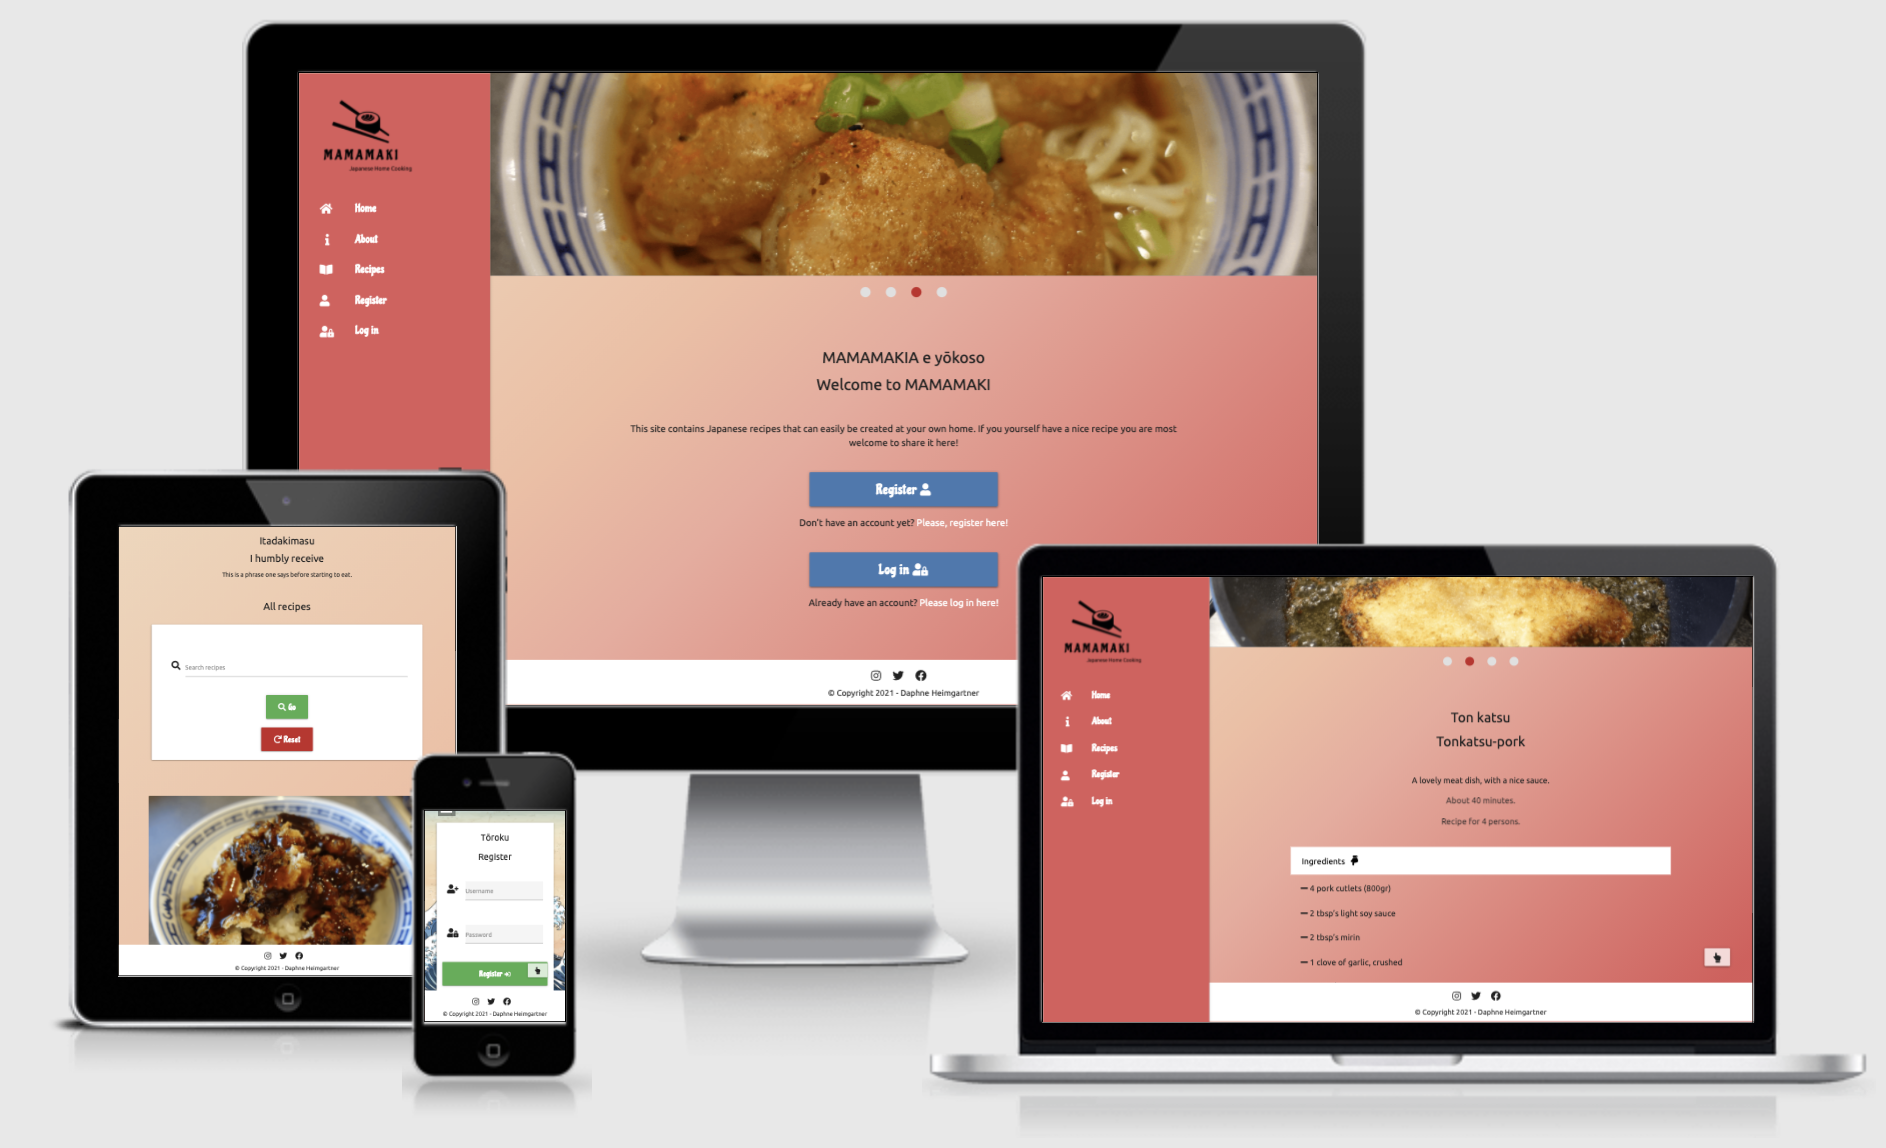 MAMAMAKI
Japanese Home Cooking
Home
About
Recipes
Register
Log in
MAMAMAKIA e yōkoso
Welcome to MAMAMAKI
This site contains Japanese recipes that can easily be created at your own home. If you yourself have a nice recipe you are most
welcome to share it here!
Register
Don't have an account yet? Please, register here!
Log in
Already have an account? Please log in here!
© Copyright 2021 - Daphne Heimgartner
Itadakimasu
I humbly receive
This is a phrase one says before starting to eat.
All recipes
Search recipes
Go
Reset
© Copyright 2021 - Daphne Heimgartner
Tōroku
Register
Username
Password
Register
© Copyright 2021 - Daphne Heimgartner
MAMAMAKI
Japanese Home Cooking
Home
About
Recipes
Register
Log in
Ton katsu
Tonkatsu-pork
A lovely meat dish, with a nice sauce.
About 40 minutes.
Recipe for 4 persons.
Ingredients
4 pork cutlets (800gr)
2 tbsp's light soy sauce
2 tbsp's mirin
1 clove of garlic, crushed
© Copyright 2021 - Daphne Heimgartner